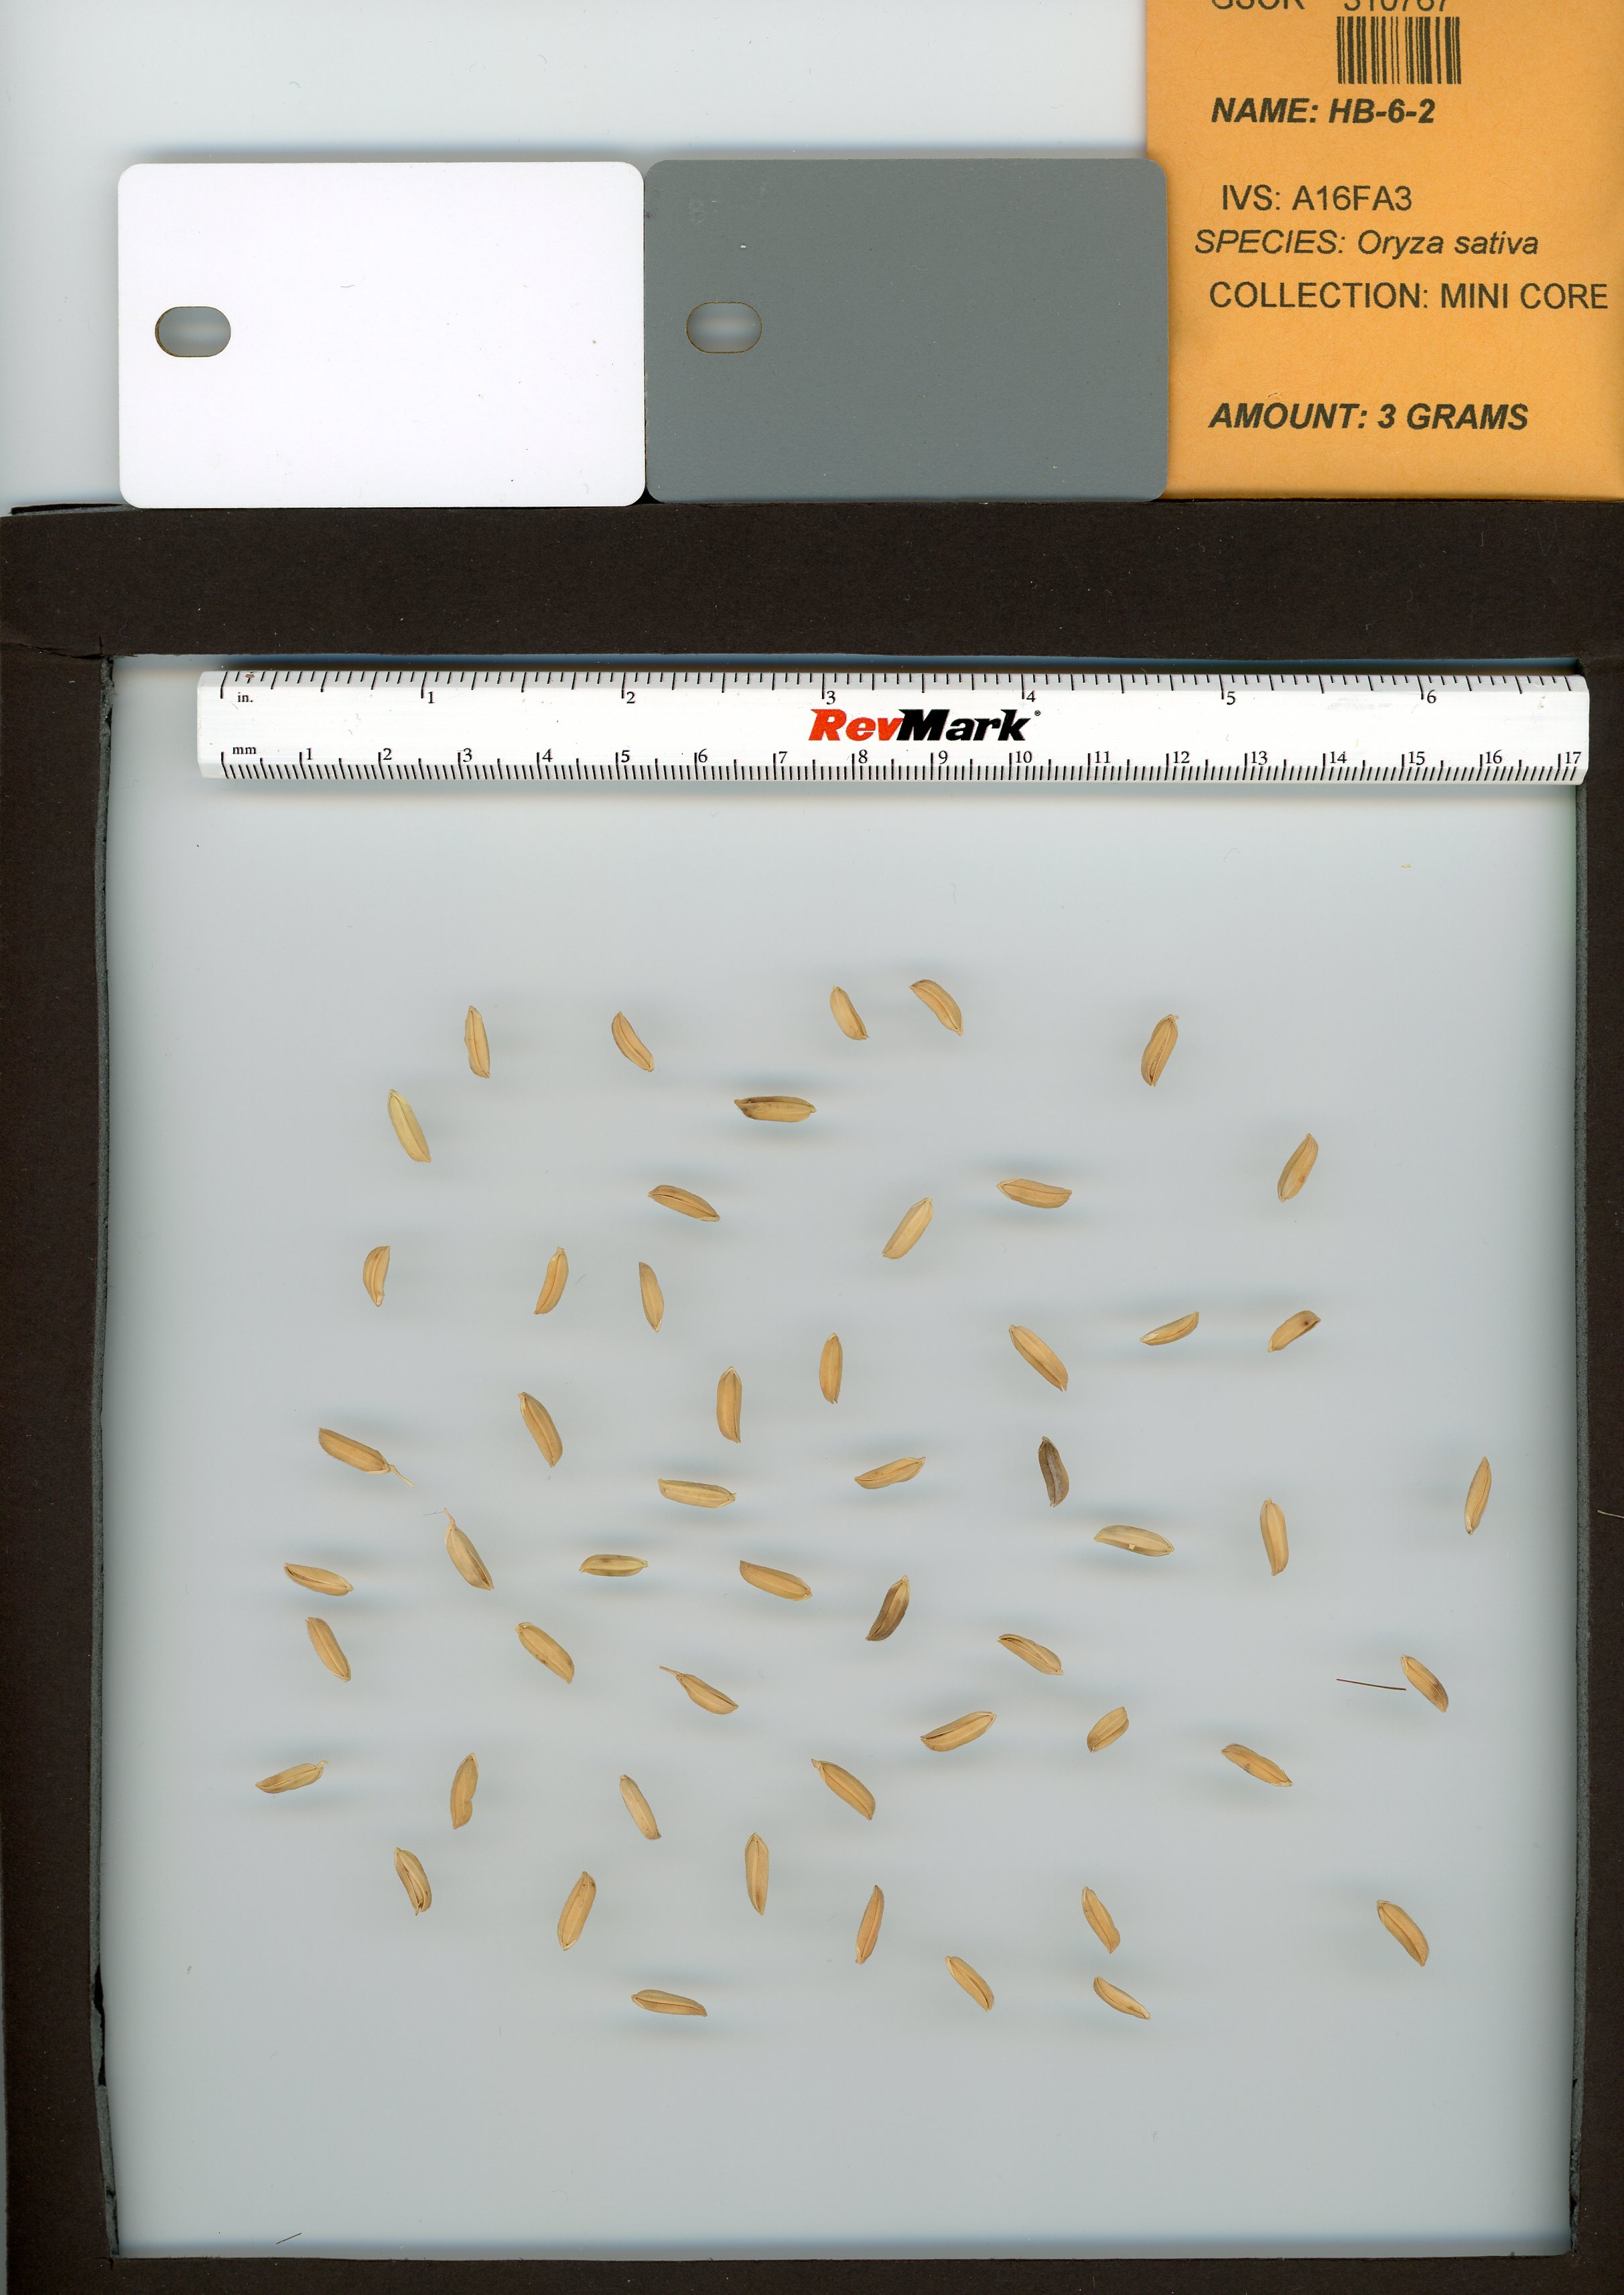 GSOR 310767
NAME: HB-6-2
IVS: A16FA3
SPECIES: Oryza sativa
COLLECTION: MINI CORE
AMOUNT: 3 GRAMS
in. 1 2 3 4 5 6
RevMark
mm 1 2 3 4 5 6 7 8 9 10 11 12 13 14 15 16 17